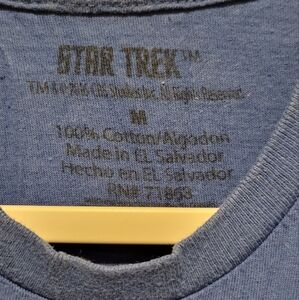 STAR TREK™
TM & © 2016 CBS Studios Inc. All Rights Reserved.
M
100% Cotton/Algodon
Made in EL Salvador
Hecho en EL Salvador
RN# 71863